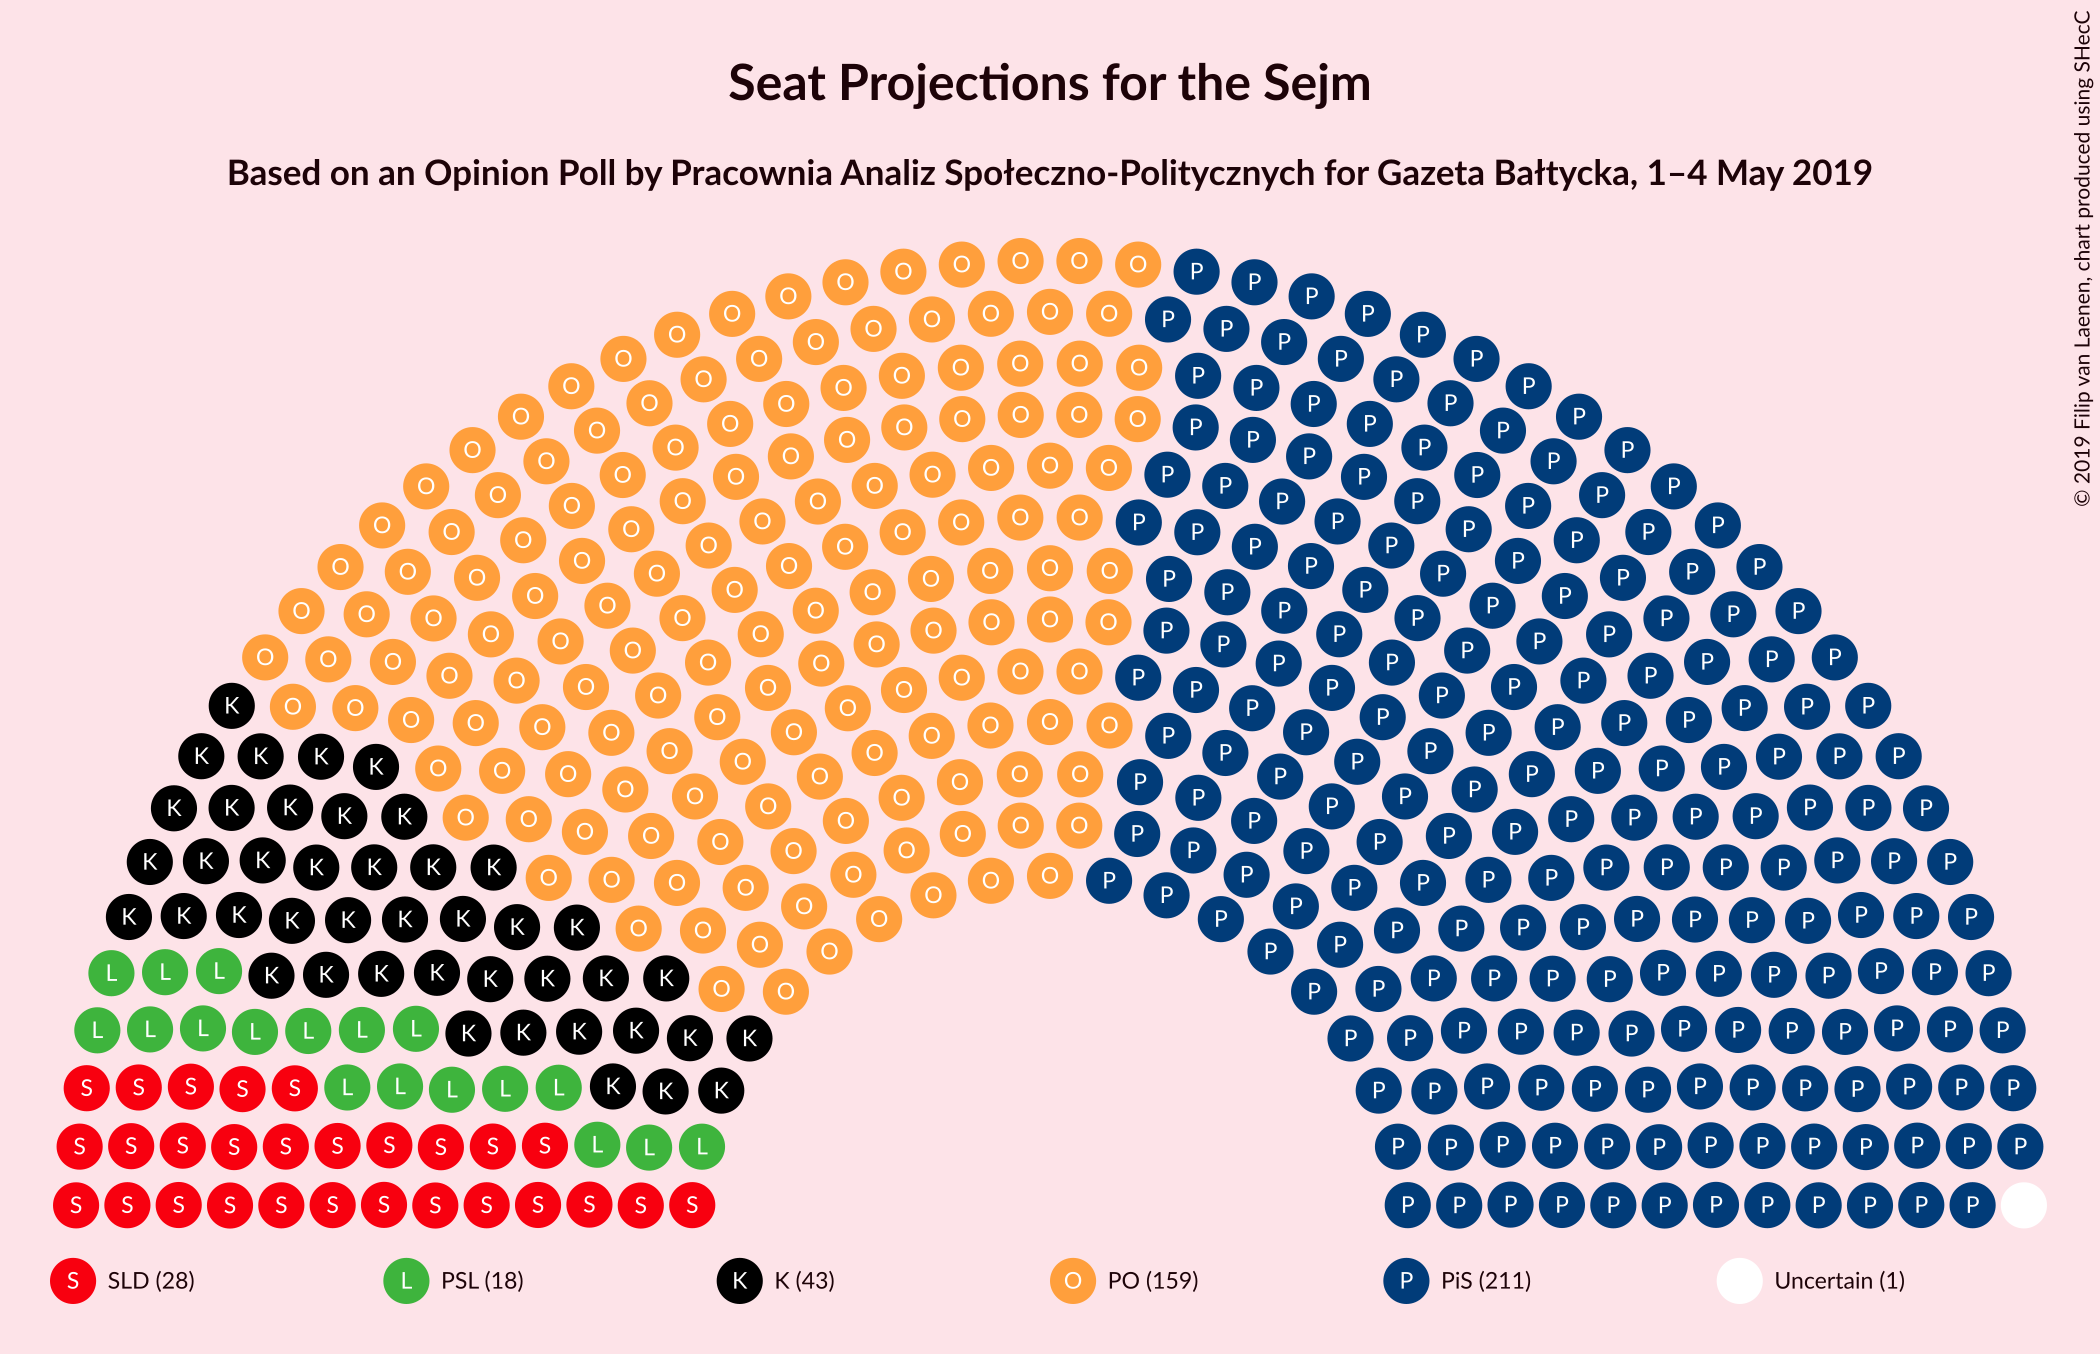 Seat Projections for the Sejm
Based on an Opinion Poll by Pracownia Analiz Społeczno-Politycznych for Gazeta Bałtycka, 1–4 May 2019
© 2019 Filip van Laenen, chart produced using SHecC
S SLD (28) L PSL (18) K K (43) O PO (159) P PiS (211) Uncertain (1)